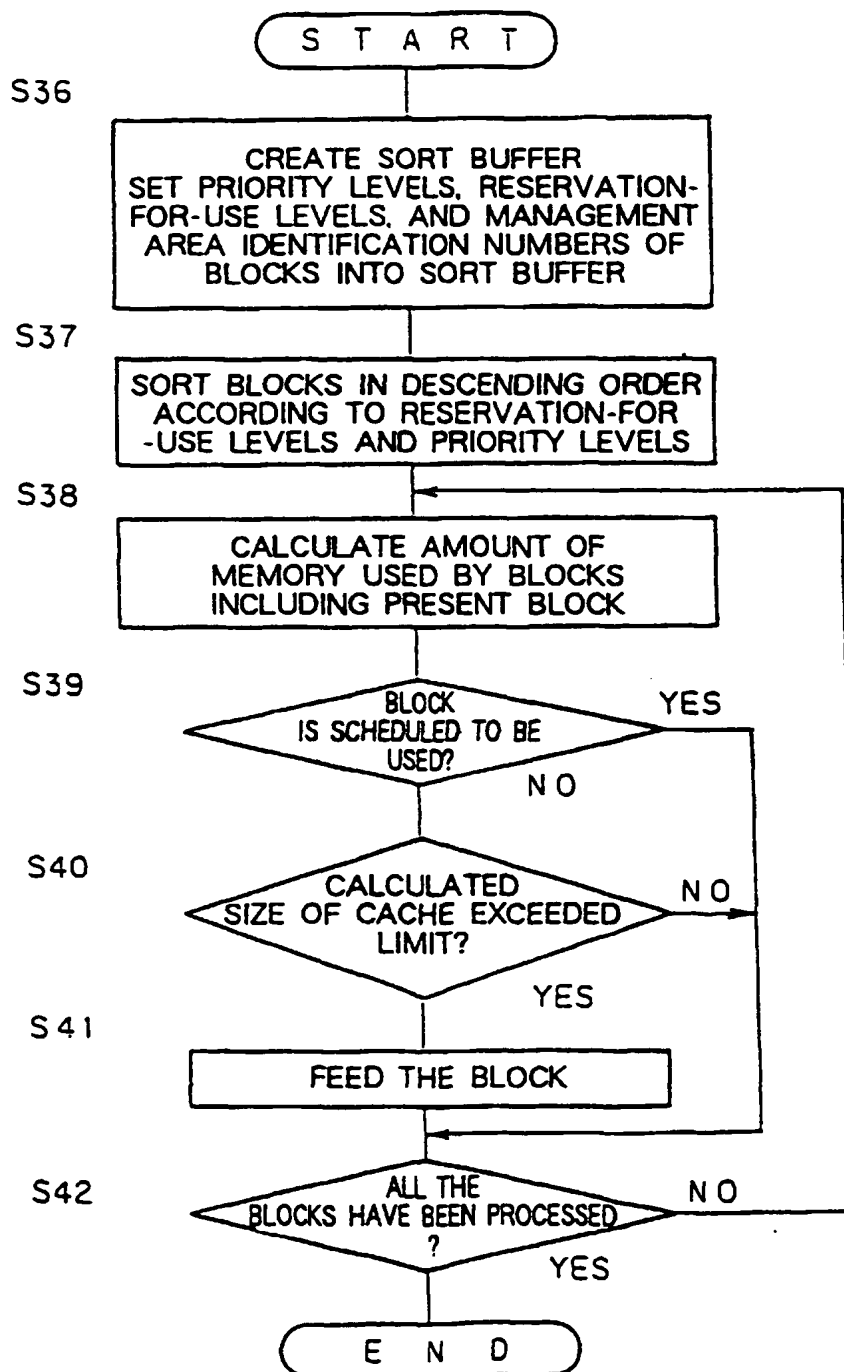 START
S36
CREATE SORT BUFFER
SET PRIORITY LEVELS, RESERVATION-
FOR-USE LEVELS, AND MANAGEMENT
AREA IDENTIFICATION NUMBERS OF
BLOCKS INTO SORT BUFFER
S37
SORT BLOCKS IN DESCENDING ORDER
ACCORDING TO RESERVATION-FOR
-USE LEVELS AND PRIORITY LEVELS
S38
CALCULATE AMOUNT OF
MEMORY USED BY BLOCKS
INCLUDING PRESENT BLOCK
S39
BLOCK
IS SCHEDULED TO BE
USED?
YES
NO
S40
CALCULATED
SIZE OF CACHE EXCEEDED
LIMIT?
NO
YES
S41
FEED THE BLOCK
S42
ALL THE
BLOCKS HAVE BEEN PROCESSED
?
NO
YES
END